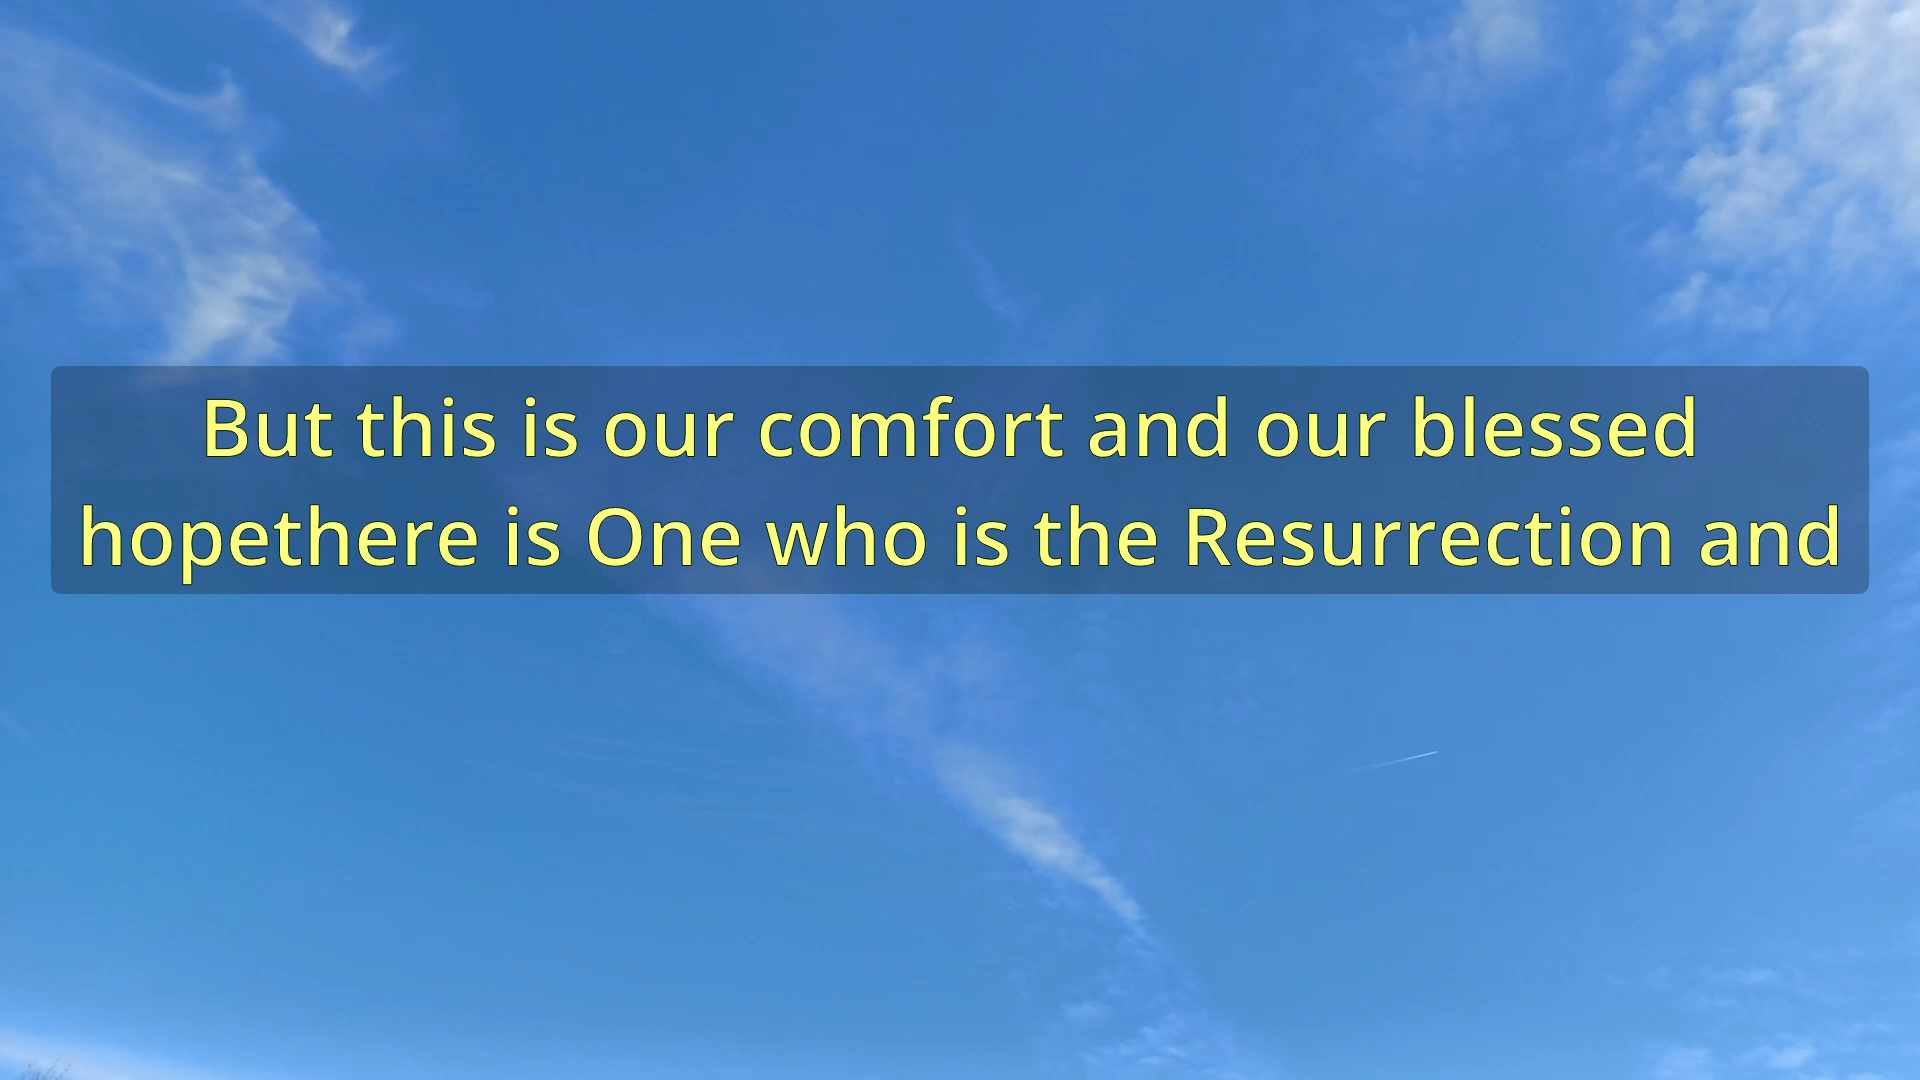 But this is our comfort and our blessed
hopethere is One who is the Resurrection and